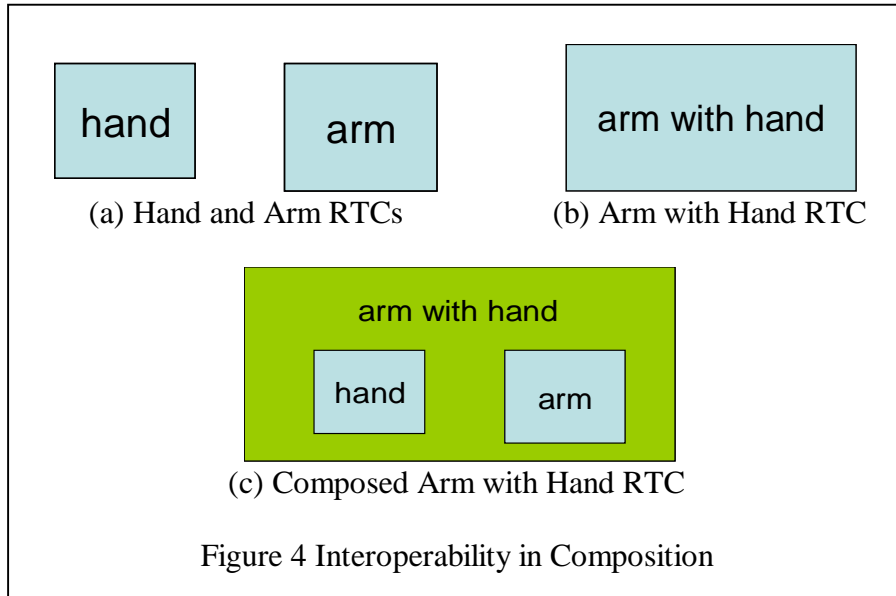 hand
arm
arm with hand
(a) Hand and Arm RTCs
(b) Arm with Hand RTC
arm with hand
hand
arm
(c) Composed Arm with Hand RTC
Figure 4 Interoperability in Composition